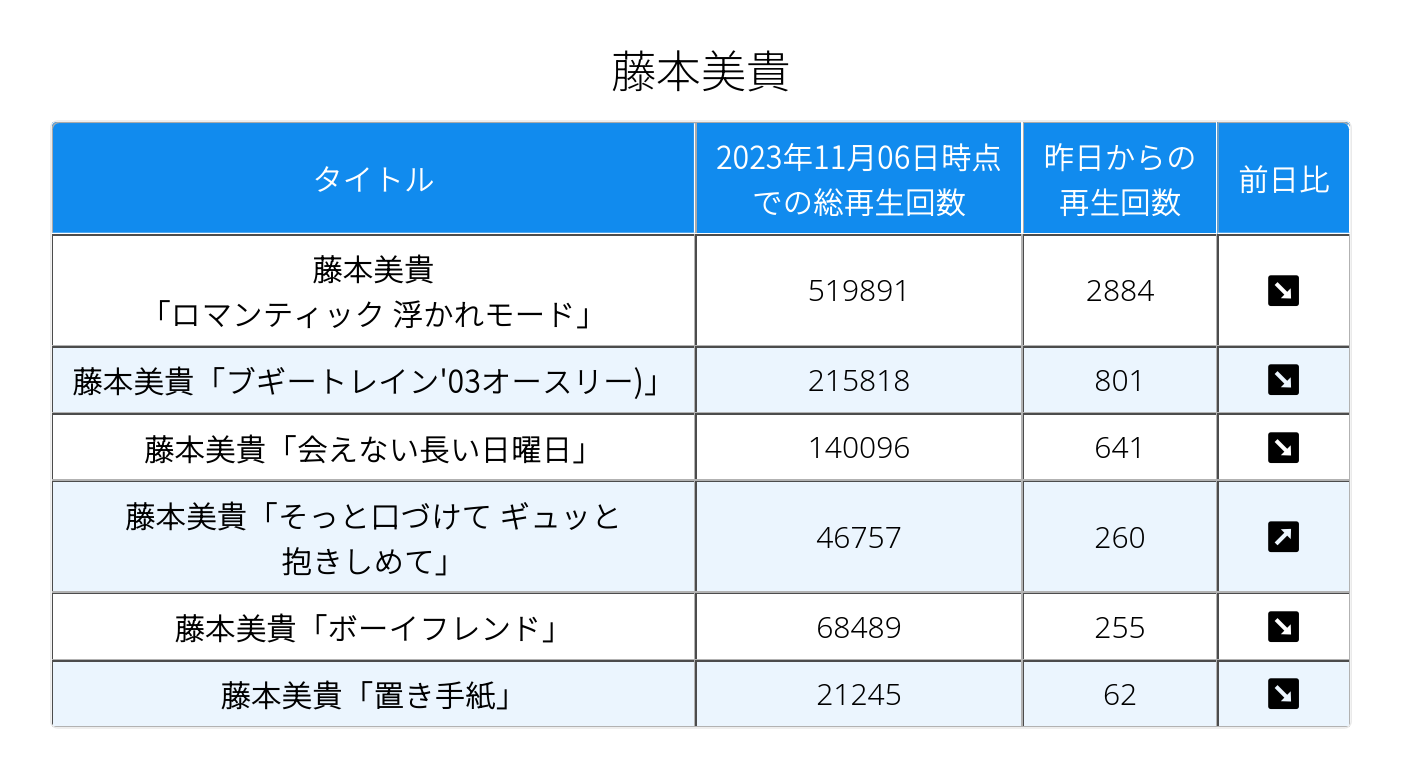 藤本美貴
タイトル
2023年11月06日時点
での総再生回数
昨日からの
再生回数
前日比
藤本美貴
「ロマンティック 浮かれモード」
519891
2884
藤本美貴「ブギートレイン'03オースリー)」
215818
801
藤本美貴「会えない長い日曜日」
140096
641
藤本美貴「そっと口づけて ギュッと
抱きしめて」
46757
260
藤本美貴「ボーイフレンド」
68489
255
藤本美貴「置き手紙」
21245
62